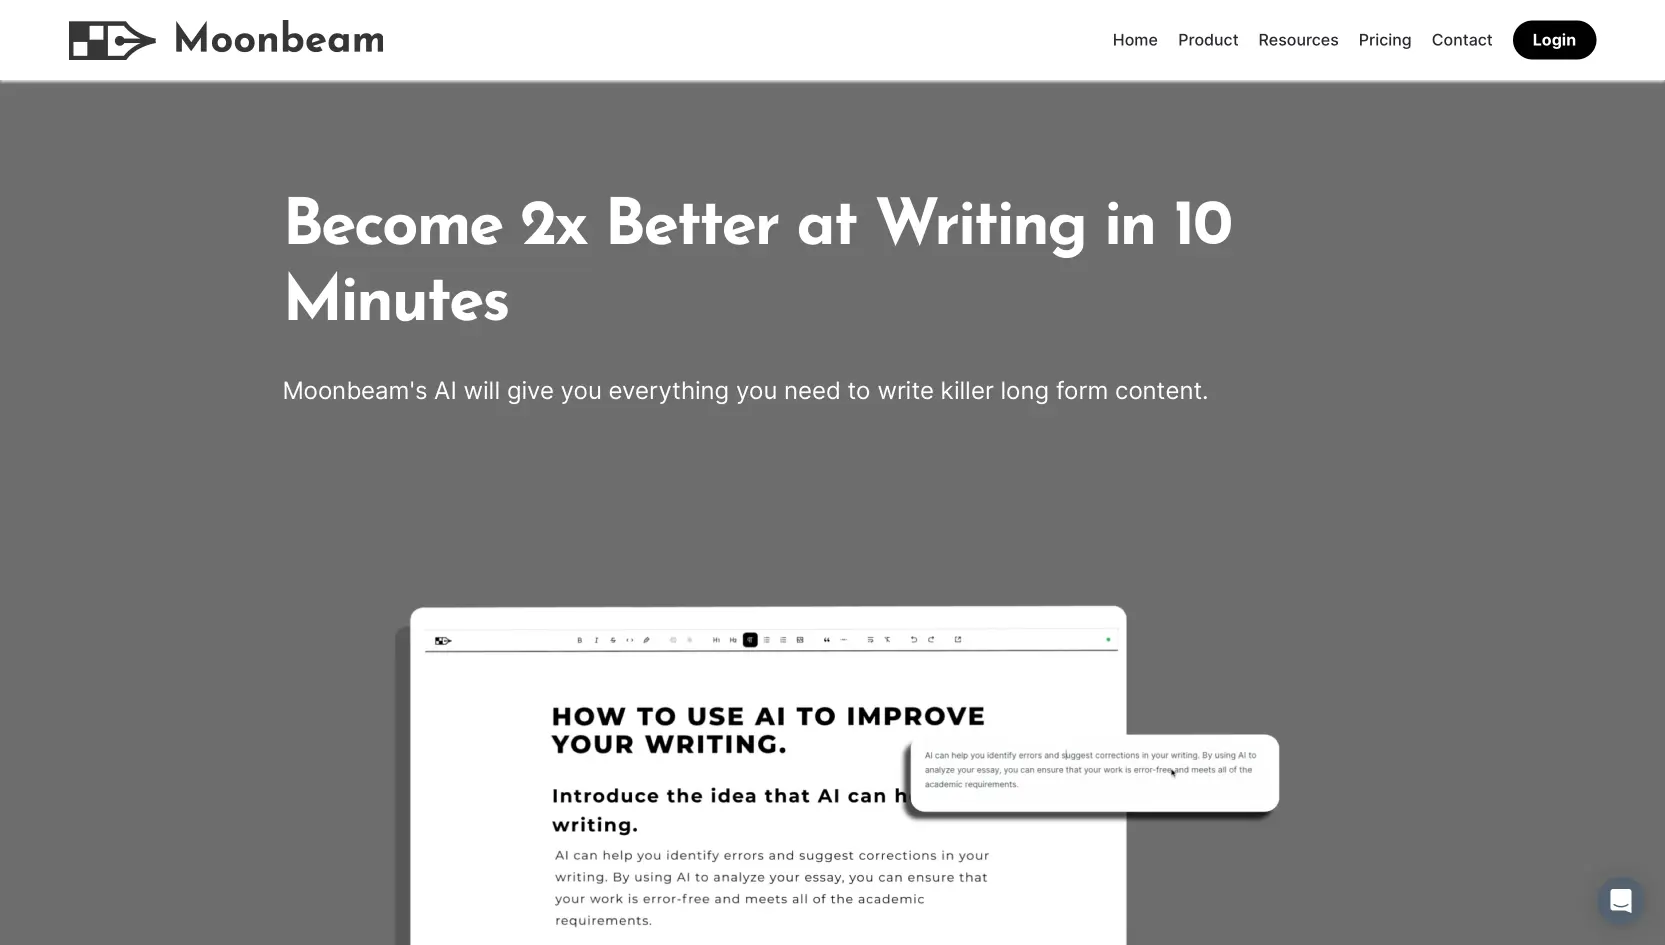 Moonbeam
Home Product Resources Pricing Contact Login
Become 2x Better at Writing in 10
Minutes
Moonbeam's AI will give you everything you need to write killer long form content.
B I S H1 H2
HOW TO USE AI TO IMPROVE
YOUR WRITING.
AI can help you identify errors and suggest corrections in your writing. By using AI to
analyze your essay, you can ensure that your work is error-free and meets all of the
academic requirements.
Introduce the idea that AI can
writing.
AI can help you identify errors and suggest corrections in your
writing. By using AI to analyze your essay, you can ensure that
your work is error-free and meets all of the academic
requirements.